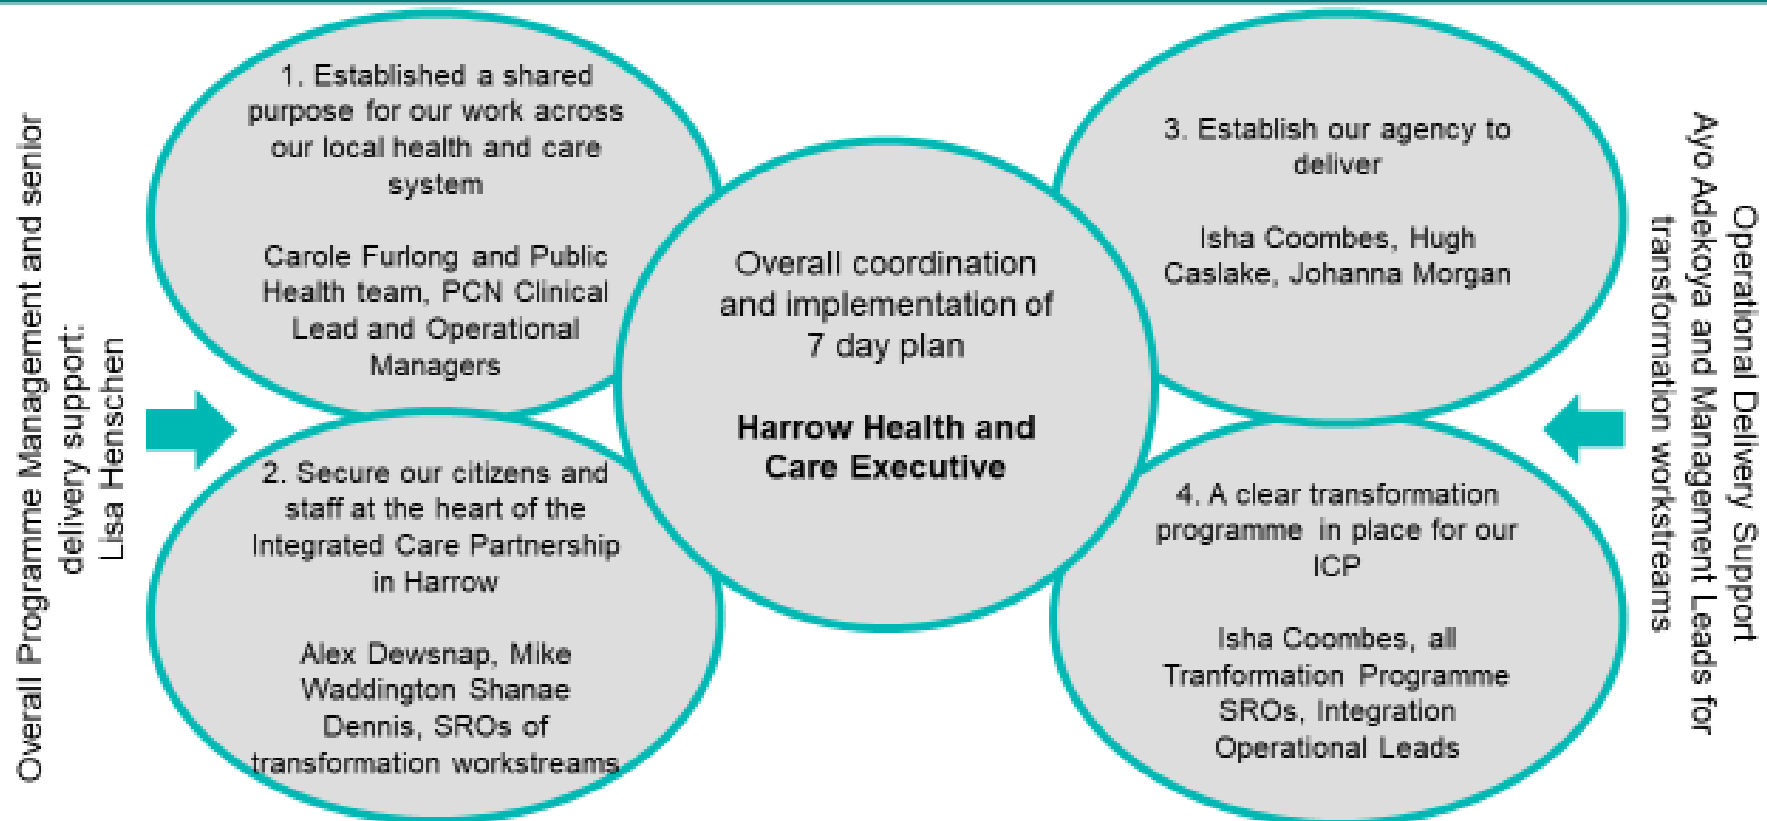 Overall Programme Management and senior
delivery support:
Lisa Henschen
1. Established a shared
purpose for our work across
our local health and care
system
Carole Furlong and Public
Health team, PCN Clinical
Lead and Operational
Managers
2. Secure our citizens and
staff at the heart of the
Integrated Care Partnership
in Harrow
Alex Dewsnap, Mike
Waddington Shanae
Dennis, SROs of
transformation workstreams
Overall coordination
and implementation of
7 day plan
Harrow Health and
Care Executive
3. Establish our agency to
deliver
Isha Coombes, Hugh
Caslake, Johanna Morgan
4. A clear transformation
programme in place for our
ICP
Isha Coombes, all
Tranformation Programme
SROs, Integration
Operational Leads
Operational Delivery Support
Ayo Adekoya and Management Leads for
transformation workstreams